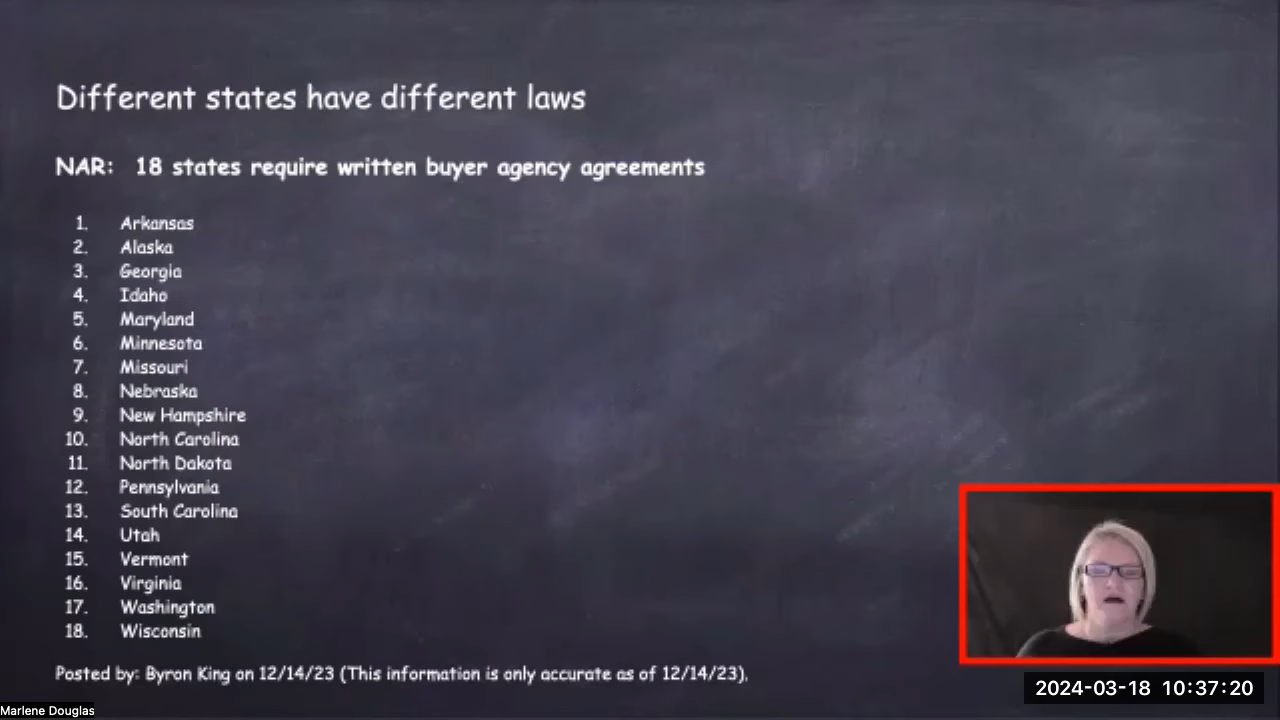 Different states have different laws
NAR: 18 states require written buyer agency agreements
1. Arkansas
2. Alaska
3. Georgia
4. Idaho
5. Maryland
6. Minnesota
7. Missouri
8. Nebraska
9. New Hampshire
10. North Carolina
11. North Dakota
12. Pennsylvania
13. South Carolina
14. Utah
15. Vermont
16. Virginia
17. Washington
18. Wisconsin
Posted by: Byron King on 12/14/23 (This information is only accurate as of 12/14/23).
2024-03-18 10:37:20
Marlene Douglas